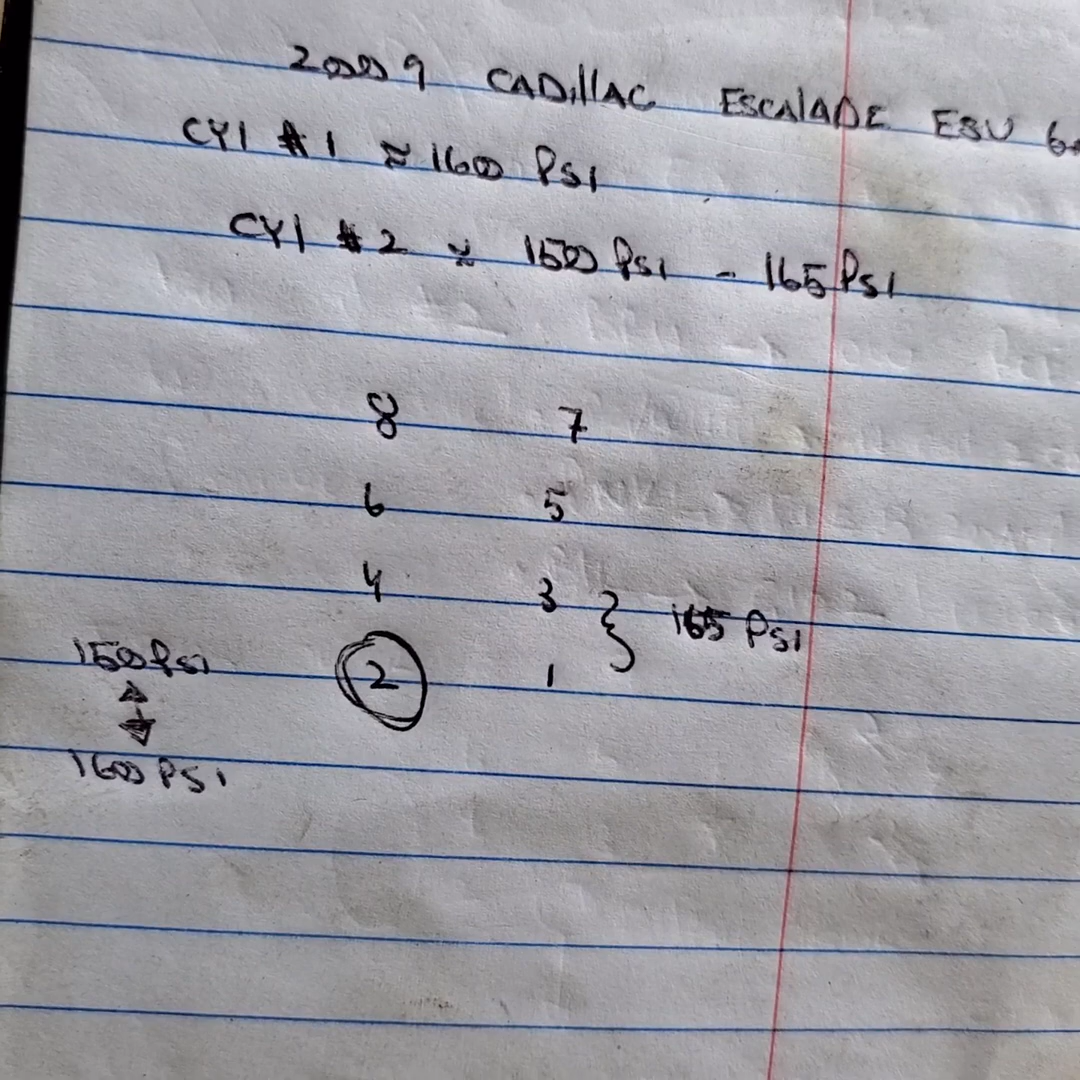 2009 CADillAC ESCAlADE ESV 6.
CYl #1 ≈ 160 PSi
CYl #2 ≈ 150 PSi - 165 PSi
8 7
6 5
4 3
} 165 PSi
150 PSi 2 1
160 PSi